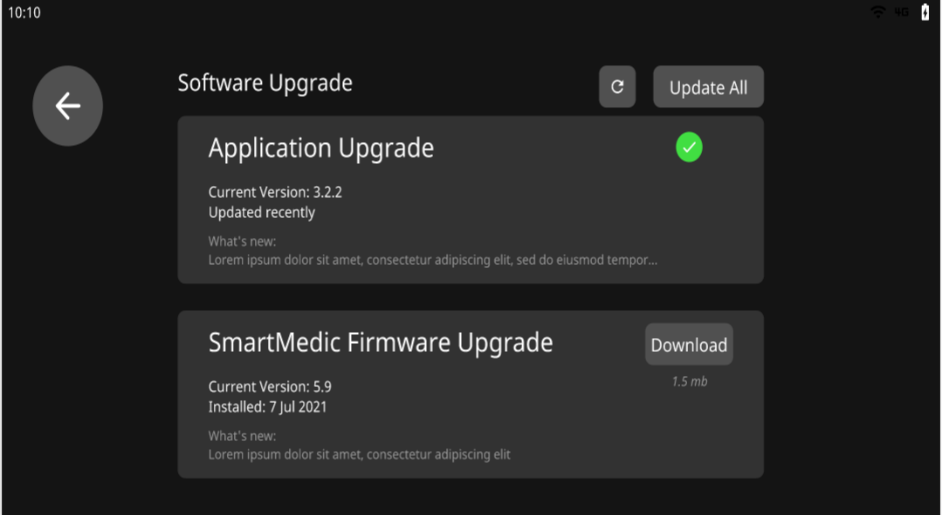 10:10
4G
Software Upgrade
Update All
Application Upgrade
Current Version: 3.2.2
Updated recently
What's new:
Lorem ipsum dolor sit amet, consectetur adipiscing elit, sed do eiusmod tempor...
SmartMedic Firmware Upgrade
Download
Current Version: 5.9
1.5 mb
Installed: 7 Jul 2021
What's new:
Lorem ipsum dolor sit amet, consectetur adipiscing elit